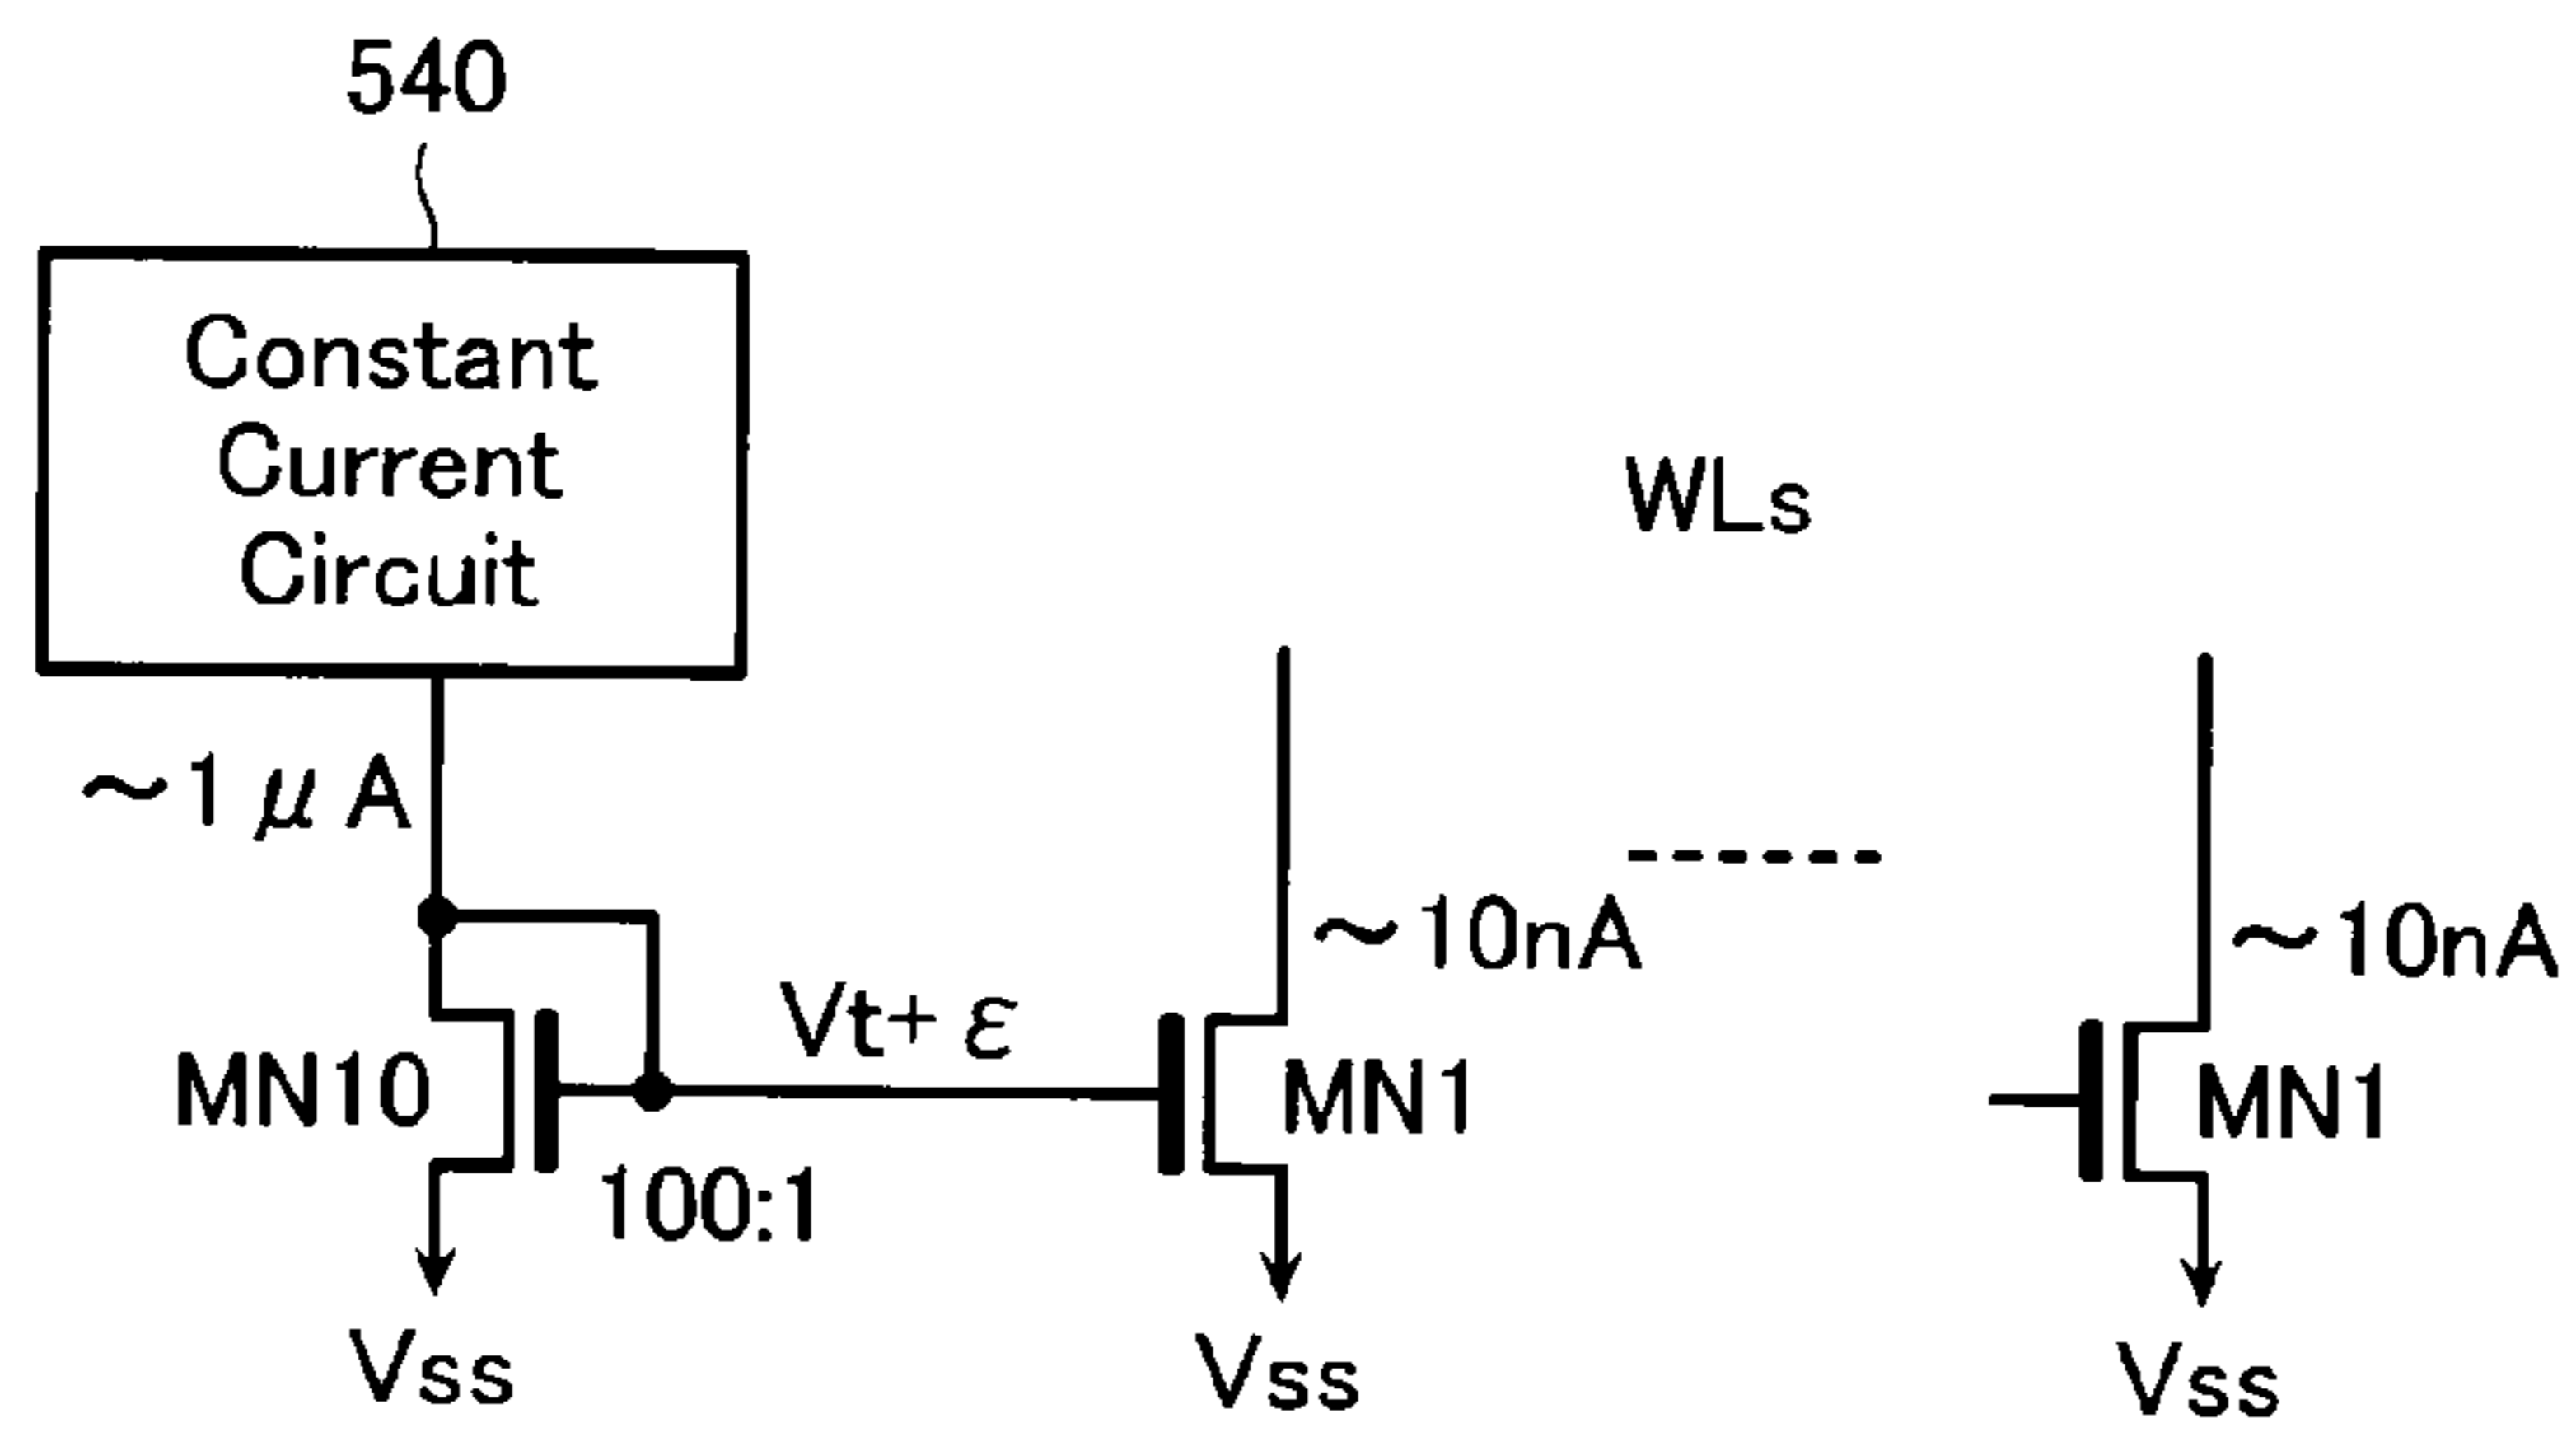 540
Constant
Current
Circuit
WLs
～1μA
～10nA
～10nA
Vt+ε
MN10
MN1
MN1
100:1
Vss
Vss
Vss